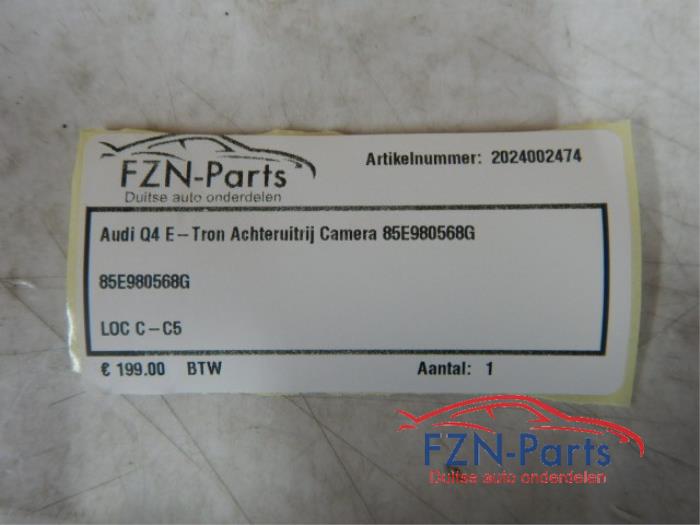 FZN-Parts
Duitse auto onderdelen
Artikelnummer: 2024002474
Audi Q4 E-Tron Achteruitrij Camera 85E980568G
85E980568G
LOC C-C5
€ 199.00 BTW
Aantal: 1
FZN-Parts
Duitse auto onderdelen